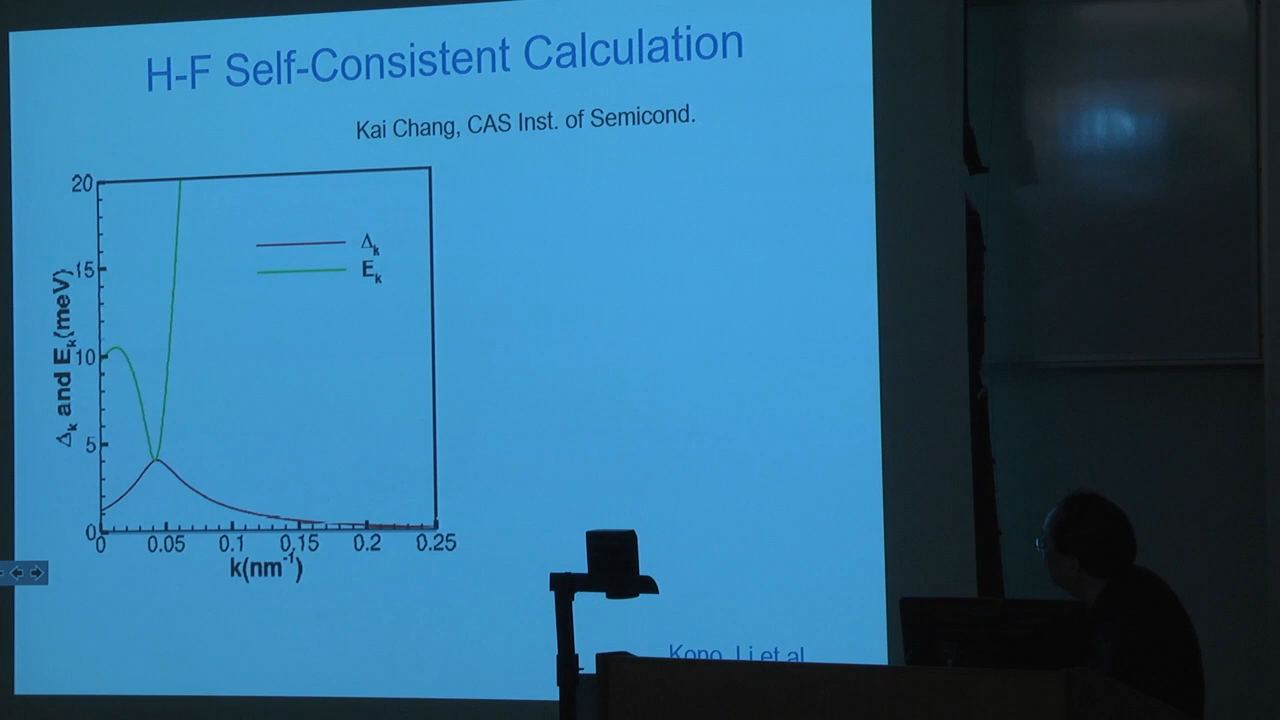 H-F Self-Consistent Calculation
Kai Chang, CAS Inst. of Semicond.
20
15
10
5
0
Δk and Ek(meV)
Δk
Ek
0 0.05 0.1 0.15 0.2 0.25
k(nm-1)
Kono, Li et al